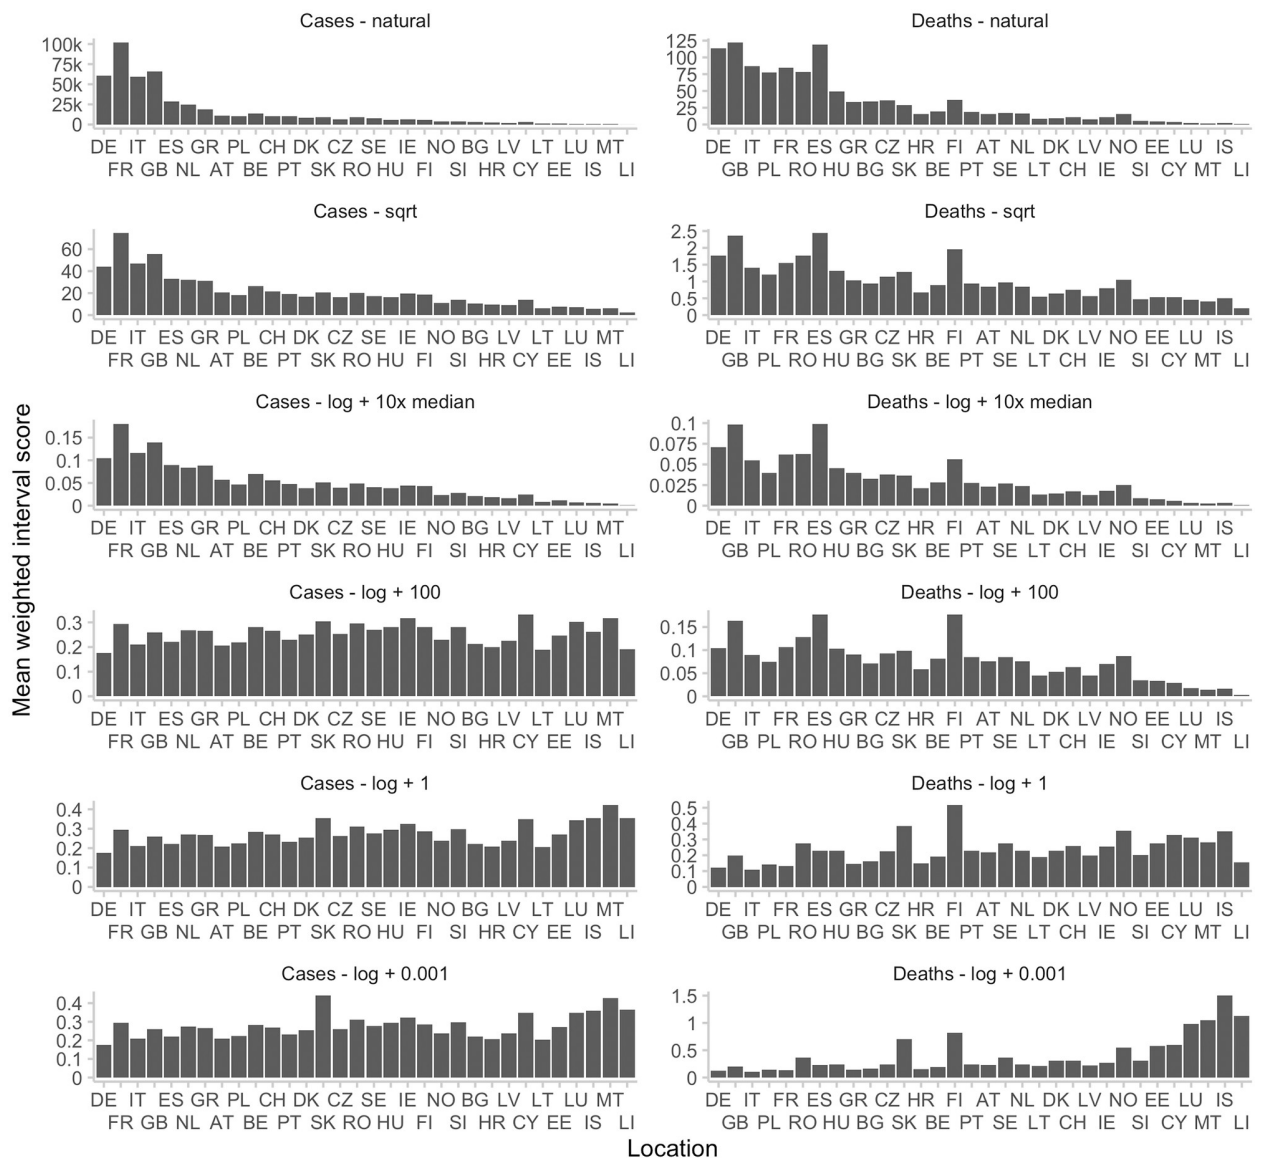 Cases - natural
100k
75k
50k
25k
0
DE IT ES GR PL CH DK CZ SE IE NO BG LV LT LU MT
FR GB NL AT BE PT SK RO HU FI SI HR CY EE IS LI
Deaths - natural
125
100
75
50
25
0
DE IT FR ES GR CZ HR FI AT NL DK LV NO EE LU IS
GB PL RO HU BG SK BE PT SE LT CH IE SI CY MT LI
Cases - sqrt
60
40
20
0
DE IT ES GR PL CH DK CZ SE IE NO BG LV LT LU MT
FR GB NL AT BE PT SK RO HU FI SI HR CY EE IS LI
Deaths - sqrt
2.5
2
1.5
1
0.5
0
DE IT FR ES GR CZ HR FI AT NL DK LV NO EE LU IS
GB PL RO HU BG SK BE PT SE LT CH IE SI CY MT LI
Cases - log + 10x median
0.15
0.1
0.05
0
DE IT ES GR PL CH DK CZ SE IE NO BG LV LT LU MT
FR GB NL AT BE PT SK RO HU FI SI HR CY EE IS LI
Deaths - log + 10x median
0.1
0.075
0.05
0.025
0
DE IT FR ES GR CZ HR FI AT NL DK LV NO EE LU IS
GB PL RO HU BG SK BE PT SE LT CH IE SI CY MT LI
Cases - log + 100
0.3
0.2
0.1
0
DE IT ES GR PL CH DK CZ SE IE NO BG LV LT LU MT
FR GB NL AT BE PT SK RO HU FI SI HR CY EE IS LI
Deaths - log + 100
0.15
0.1
0.05
0
DE IT FR ES GR CZ HR FI AT NL DK LV NO EE LU IS
GB PL RO HU BG SK BE PT SE LT CH IE SI CY MT LI
Cases - log + 1
0.4
0.3
0.2
0.1
0
DE IT ES GR PL CH DK CZ SE IE NO BG LV LT LU MT
FR GB NL AT BE PT SK RO HU FI SI HR CY EE IS LI
Deaths - log + 1
0.5
0.4
0.3
0.2
0.1
0
DE IT FR ES GR CZ HR FI AT NL DK LV NO EE LU IS
GB PL RO HU BG SK BE PT SE LT CH IE SI CY MT LI
Cases - log + 0.001
0.4
0.3
0.2
0.1
0
DE IT ES GR PL CH DK CZ SE IE NO BG LV LT LU MT
FR GB NL AT BE PT SK RO HU FI SI HR CY EE IS LI
Deaths - log + 0.001
1.5
1
0.5
0
DE IT FR ES GR CZ HR FI AT NL DK LV NO EE LU IS
GB PL RO HU BG SK BE PT SE LT CH IE SI CY MT LI
Mean weighted interval score
Location